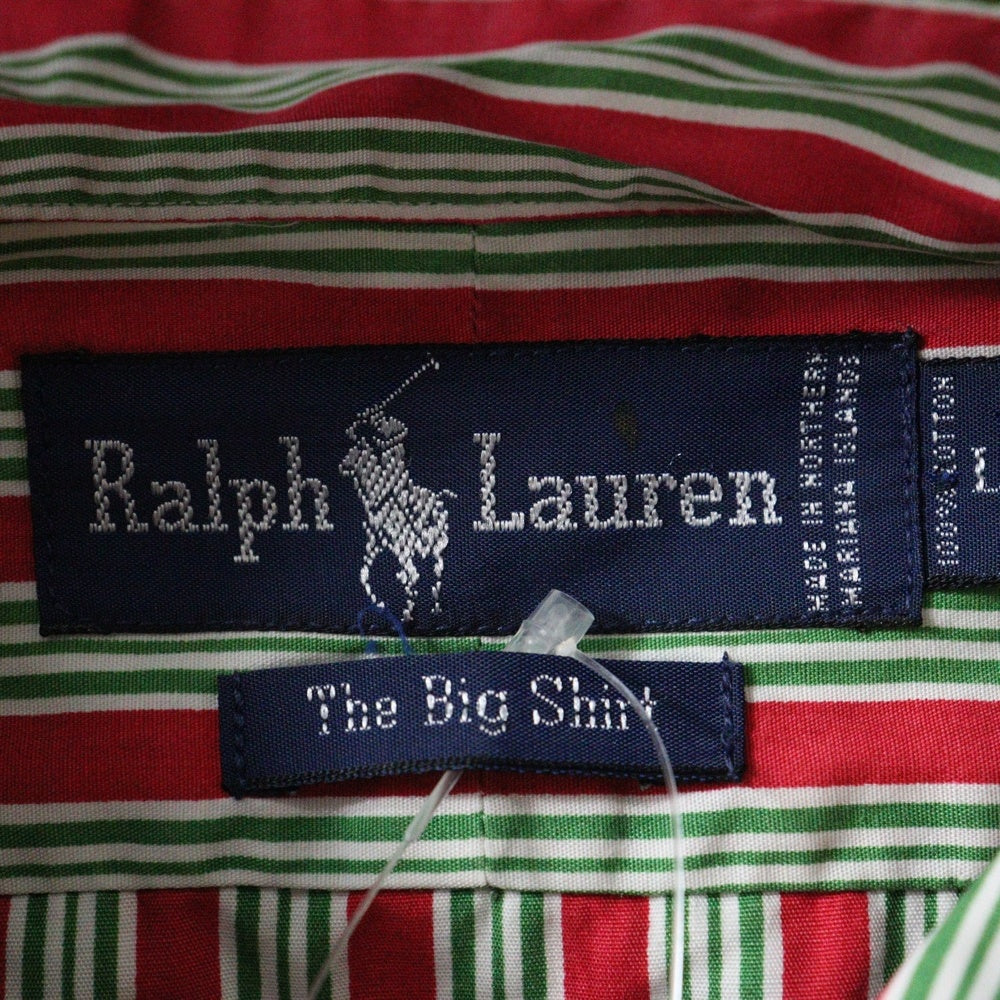 Ralph Lauren
MADE IN NORTHERN
MARIANA ISLANDS
100% COTTON
L
The Big Shirt